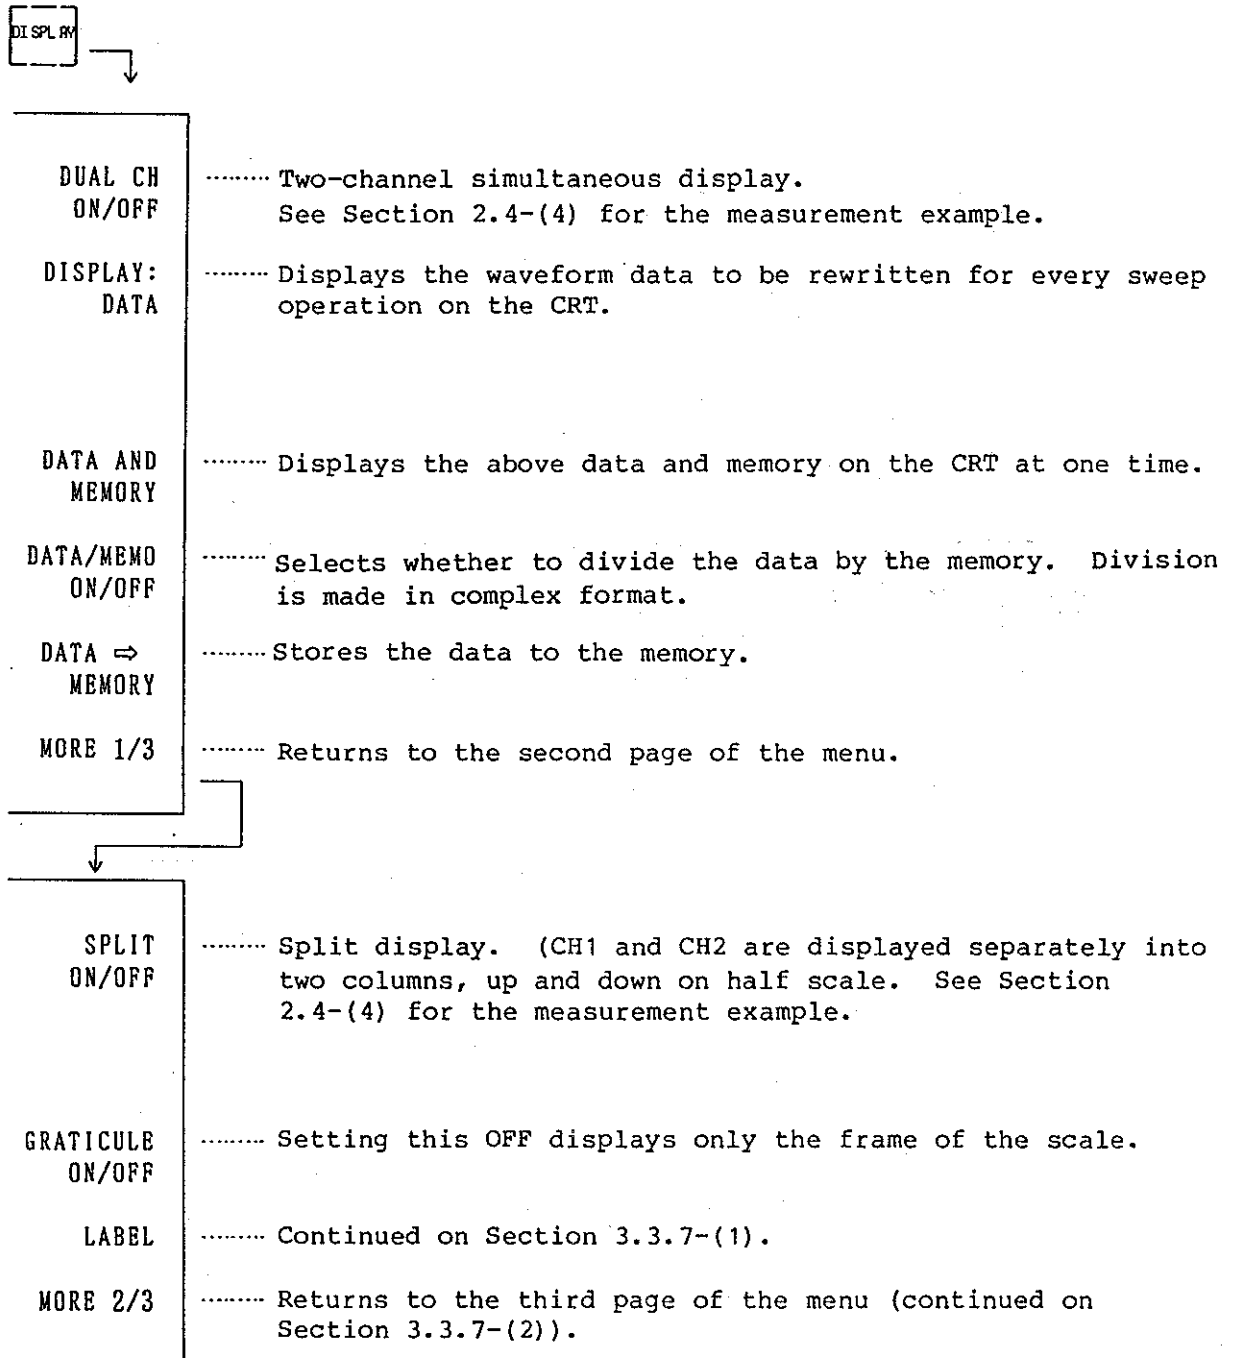 DISPLAY
DUAL CH ......... Two-channel simultaneous display.
ON/OFF See Section 2.4-(4) for the measurement example.
DISPLAY: ......... Displays the waveform data to be rewritten for every sweep
DATA operation on the CRT.
DATA AND ......... Displays the above data and memory on the CRT at one time.
MEMORY
DATA/MEMO ......... Selects whether to divide the data by the memory. Division
ON/OFF is made in complex format.
DATA ⇨ ......... Stores the data to the memory.
MEMORY
MORE 1/3 ......... Returns to the second page of the menu.
SPLIT ......... Split display. (CH1 and CH2 are displayed separately into
ON/OFF two columns, up and down on half scale. See Section
2.4-(4) for the measurement example.
GRATICULE ......... Setting this OFF displays only the frame of the scale.
ON/OFF
LABEL ......... Continued on Section 3.3.7-(1).
MORE 2/3 ......... Returns to the third page of the menu (continued on
Section 3.3.7-(2)).